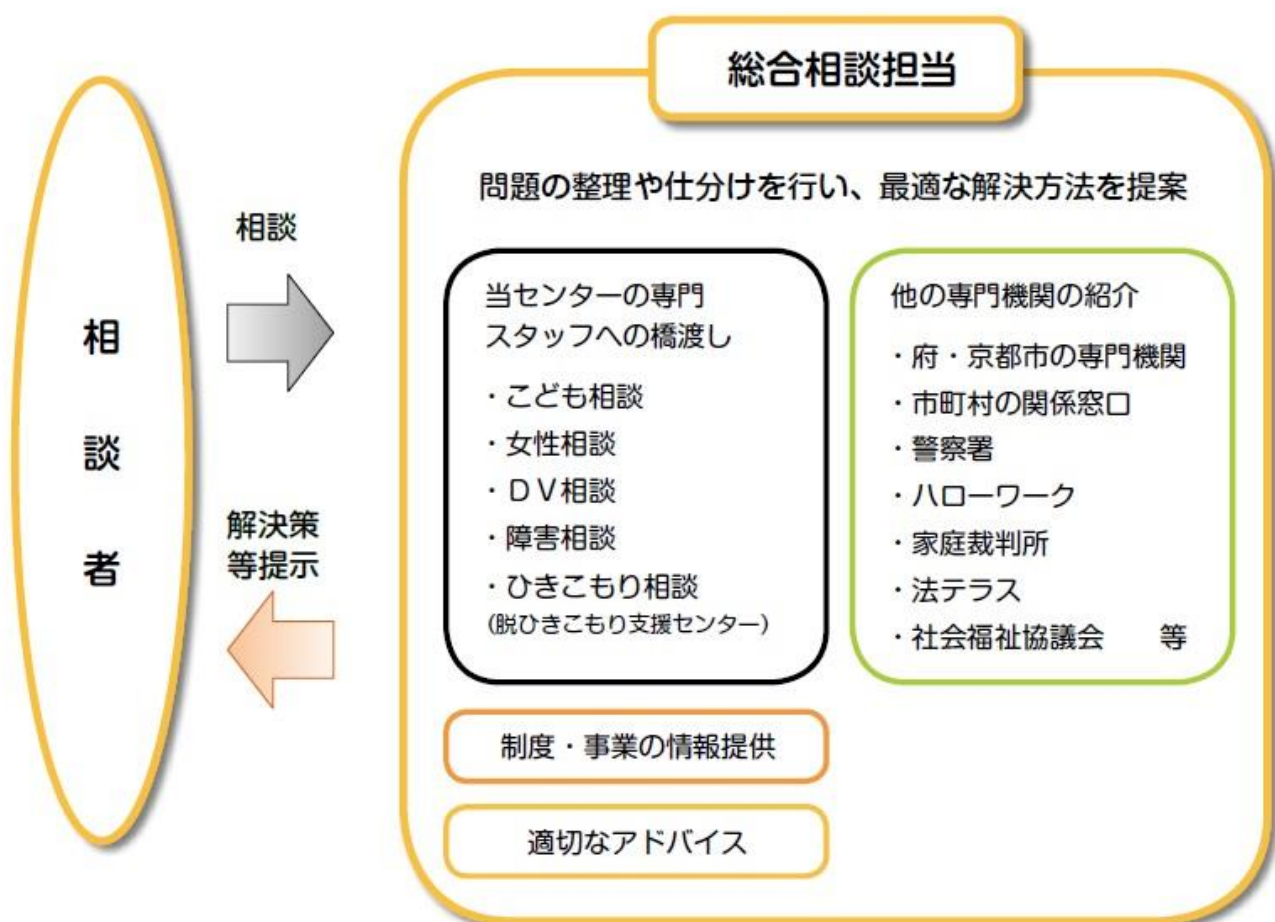 総合相談担当
問題の整理や仕分けを行い、最適な解決方法を提案
相談
相
談
者
解決策
等提示
当センターの専門
スタッフへの橋渡し
・こども相談
・女性相談
・ＤＶ相談
・障害相談
・ひきこもり相談
（脱ひきこもり支援センター）
他の専門機関の紹介
・府・京都市の専門機関
・市町村の関係窓口
・警察署
・ハローワーク
・家庭裁判所
・法テラス
・社会福祉協議会　　等
制度・事業の情報提供
適切なアドバイス